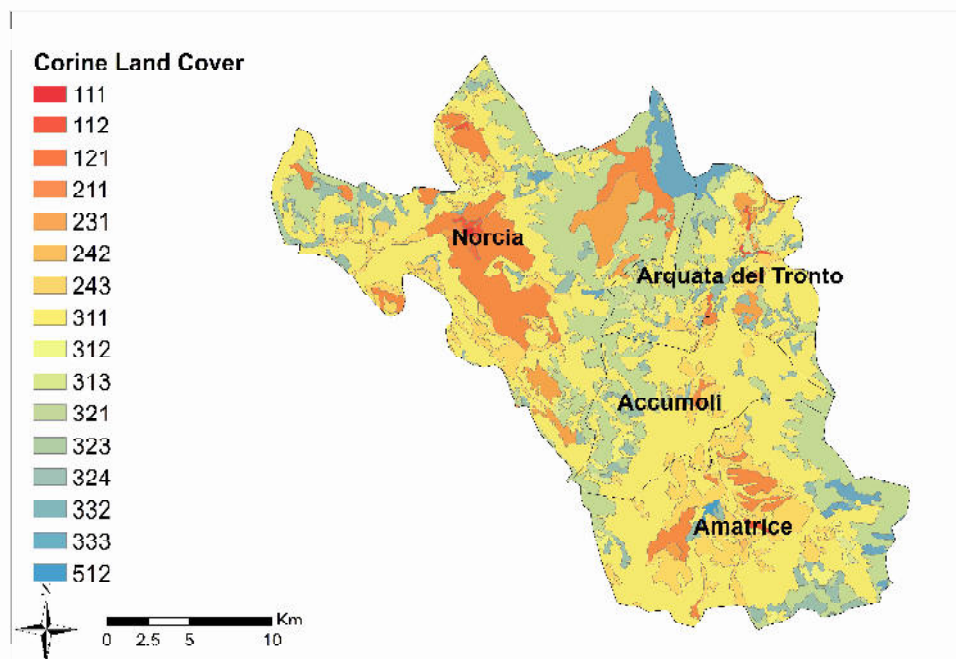 Corine Land Cover
111
112
121
211
231
242
243
311
312
313
321
323
324
332
333
512
Norcia
Arquata del Tronto
Accumoli
Amatrice
N
Km
0 2.5 5 10